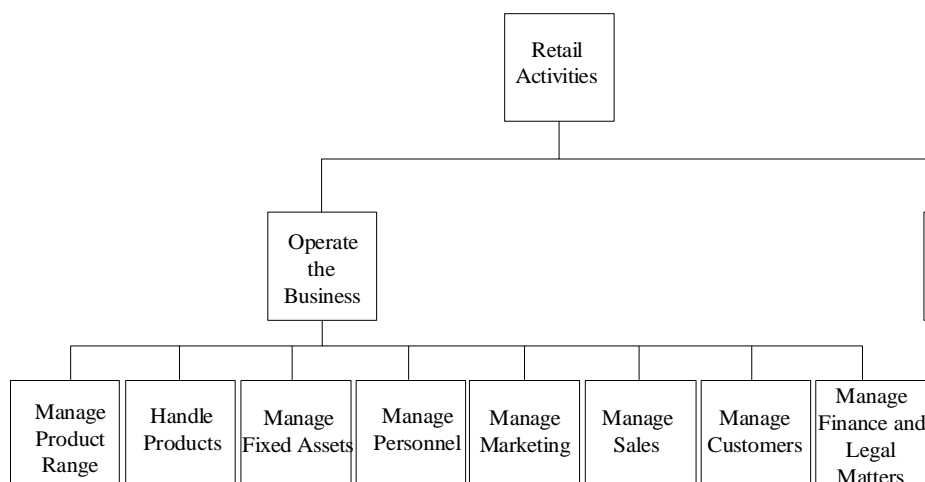 Retail
Activities
Operate
the
Business
Manage
Product
Range
Handle
Products
Manage
Fixed Assets
Manage
Personnel
Manage
Marketing
Manage
Sales
Manage
Customers
Manage
Finance and
Legal
Matters